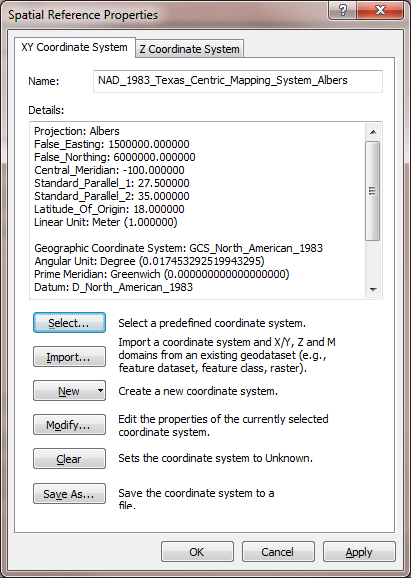 Spatial Reference Properties
XY Coordinate System
Z Coordinate System
Name:
NAD_1983_Texas_Centric_Mapping_System_Albers
Details:
Projection: Albers
False_Easting: 1500000.000000
False_Northing: 6000000.000000
Central_Meridian: -100.000000
Standard_Parallel_1: 27.500000
Standard_Parallel_2: 35.000000
Latitude_Of_Origin: 18.000000
Linear Unit: Meter (1.000000)
Geographic Coordinate System: GCS_North_American_1983
Angular Unit: Degree (0.017453292519943295)
Prime Meridian: Greenwich (0.000000000000000000)
Datum: D_North_American_1983
Select...
Select a predefined coordinate system.
Import...
Import a coordinate system and X/Y, Z and M
domains from an existing geodataset (e.g.,
feature dataset, feature class, raster).
New
Create a new coordinate system.
Modify...
Edit the properties of the currently selected
coordinate system.
Clear
Sets the coordinate system to Unknown.
Save As...
Save the coordinate system to a
file.
OK
Cancel
Apply